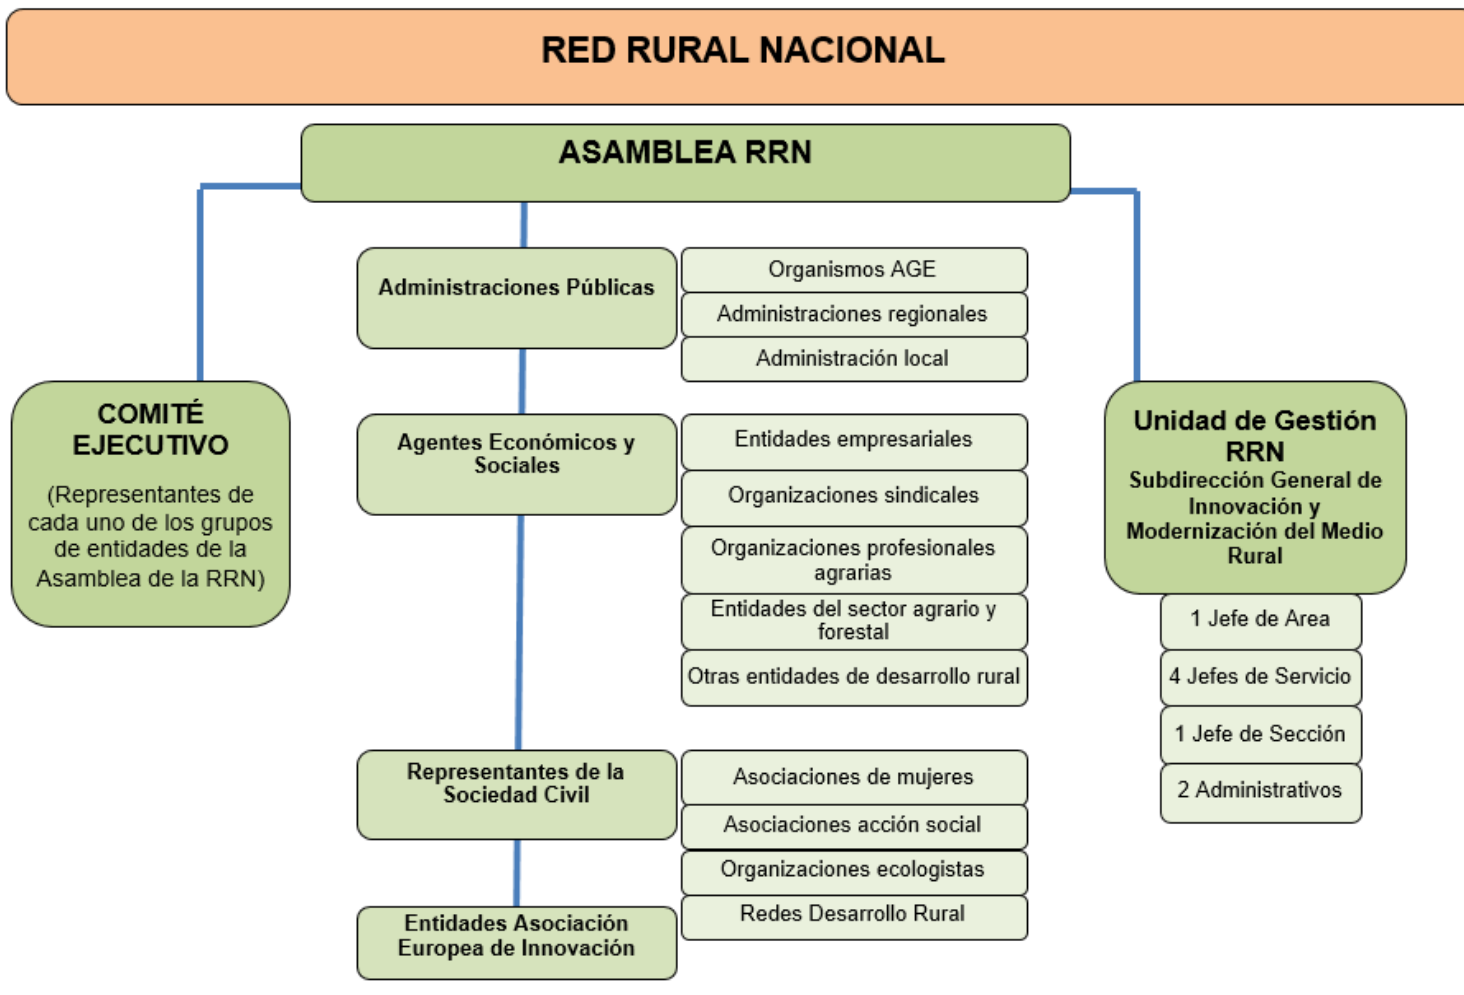 RED RURAL NACIONAL
ASAMBLEA RRN
COMITÉ
EJECUTIVO
(Representantes de
cada uno de los grupos
de entidades de la
Asamblea de la RRN)
Administraciones Públicas
Organismos AGE
Administraciones regionales
Administración local
Agentes Económicos y
Sociales
Entidades empresariales
Organizaciones sindicales
Organizaciones profesionales
agrarias
Entidades del sector agrario y
forestal
Otras entidades de desarrollo rural
Representantes de la
Sociedad Civil
Asociaciones de mujeres
Asociaciones acción social
Organizaciones ecologistas
Redes Desarrollo Rural
Entidades Asociación
Europea de Innovación
Unidad de Gestión
RRN
Subdirección General de
Innovación y
Modernización del Medio
Rural
1 Jefe de Area
4 Jefes de Servicio
1 Jefe de Sección
2 Administrativos